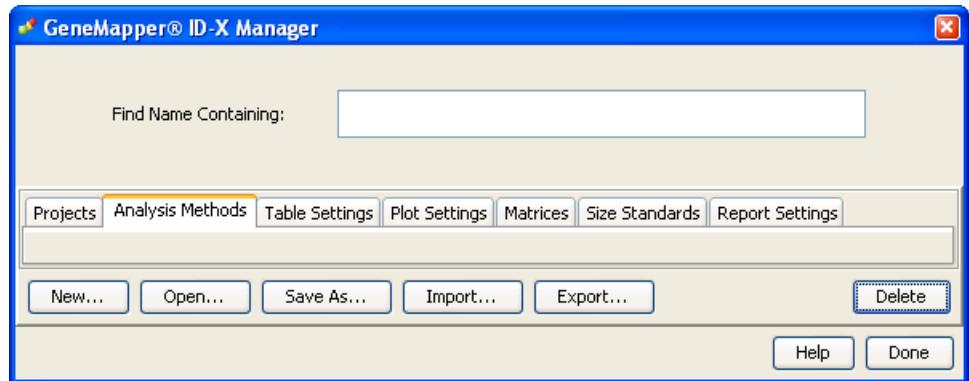 GeneMapper® ID-X Manager
Find Name Containing:
Projects Analysis Methods Table Settings Plot Settings Matrices Size Standards Report Settings
New... Open... Save As... Import... Export... Delete
Help Done